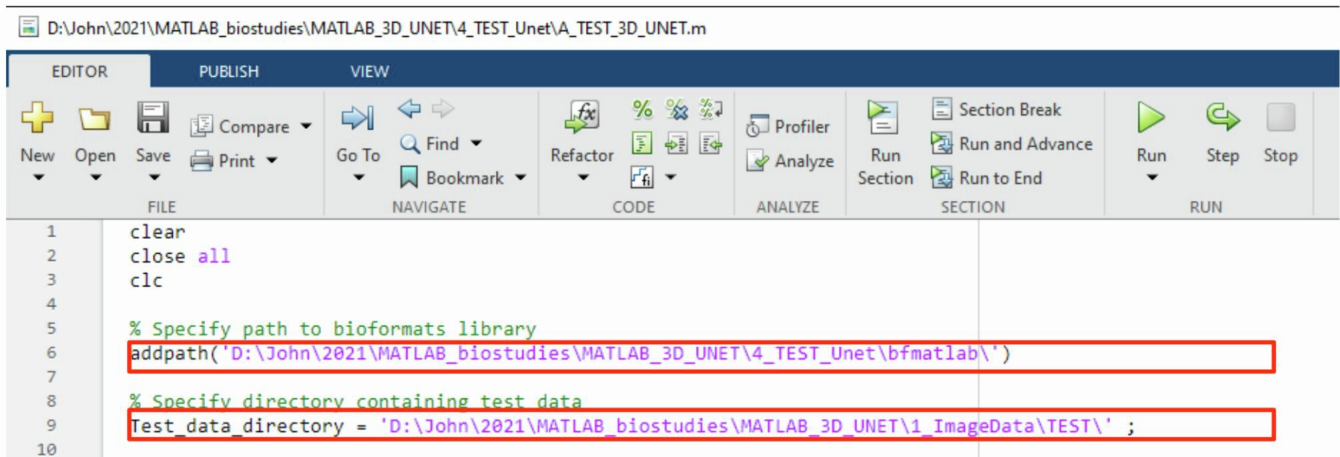 D:\John\2021\MATLAB_biostudies\MATLAB_3D_UNET\4_TEST_Unet\A_TEST_3D_UNET.m
EDITOR PUBLISH VIEW
New Open Save Compare Print
Go To Find Bookmark
Refactor fx % fi
Profiler Analyze
Run Section Section Break Run and Advance Run to End
Run Step Stop
FILE NAVIGATE CODE ANALYZE SECTION RUN
1 clear
2 close all
3 clc
4
5 % Specify path to bioformats library
6 addpath('D:\John\2021\MATLAB_biostudies\MATLAB_3D_UNET\4_TEST_Unet\bfmatlab\')
7
8 % Specify directory containing test data
9 Test_data_directory = 'D:\John\2021\MATLAB_biostudies\MATLAB_3D_UNET\1_ImageData\TEST\' ;
10